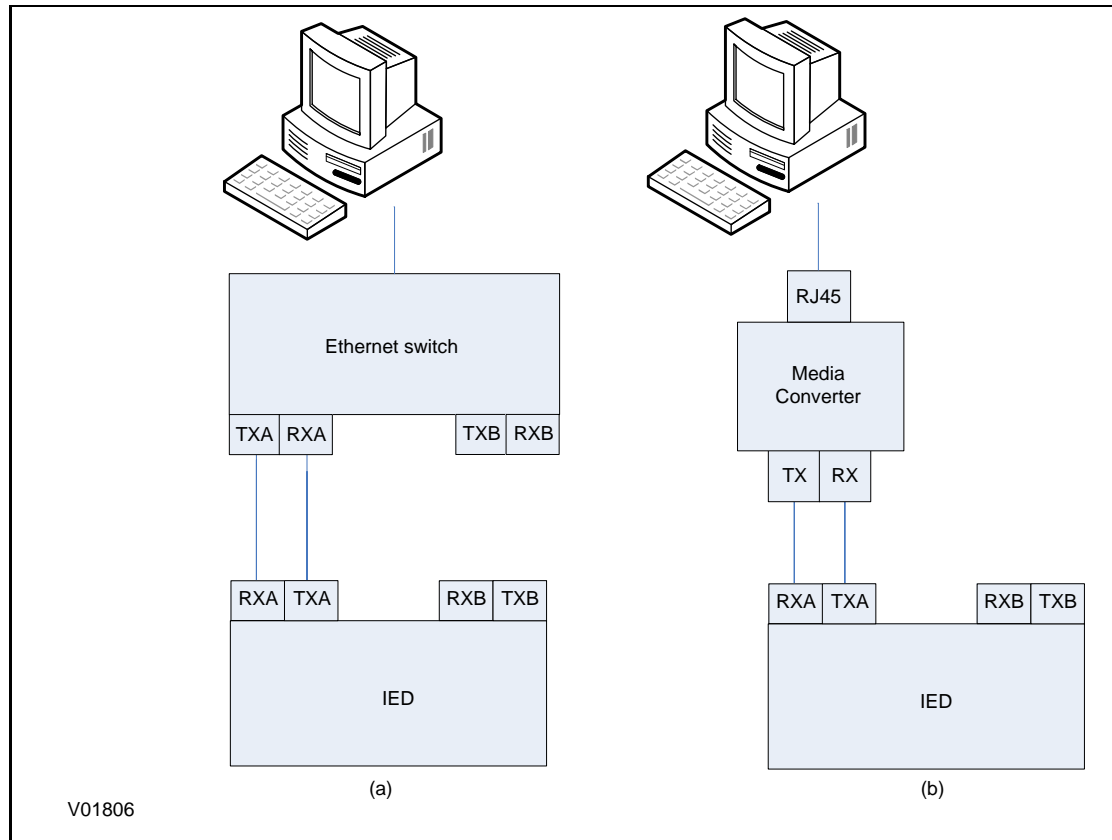 RJ45
Ethernet switch
Media
Converter
TXA RXA TXB RXB
TX RX
RXA TXA RXB TXB
RXA TXA RXB TXB
IED
IED
(a)
(b)
V01806